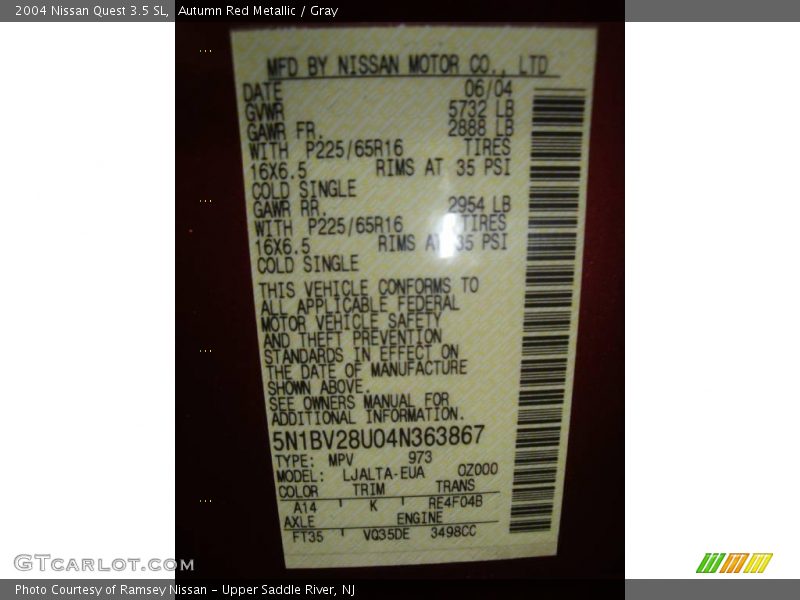 2004 Nissan Quest 3.5 SL,  Autumn Red Metallic / Gray
MFD BY NISSAN MOTOR CO., LTD
DATE 06/04
GVWR 5732 LB
GAWR FR. 2888 LB
WITH P225/65R16 TIRES
16X6.5 RIMS AT 35 PSI
COLD SINGLE
GAWR RR. 2954 LB
WITH P225/65R16 TIRES
16X6.5 RIMS AT 35 PSI
COLD SINGLE
THIS VEHICLE CONFORMS TO
ALL APPLICABLE FEDERAL
MOTOR VEHICLE SAFETY
AND THEFT PREVENTION
STANDARDS IN EFFECT ON
THE DATE OF MANUFACTURE
SHOWN ABOVE.
SEE OWNERS MANUAL FOR
ADDITIONAL INFORMATION.
5N1BV28U04N363867
TYPE: MPV 973
MODEL: LJALTA-EUA OZ000
COLOR TRIM TRANS
A14 K RE4F04B
AXLE ENGINE
FT35 VQ35DE 3498CC
GTCARLOT.COM
Photo Courtesy of Ramsey Nissan - Upper Saddle River, NJ